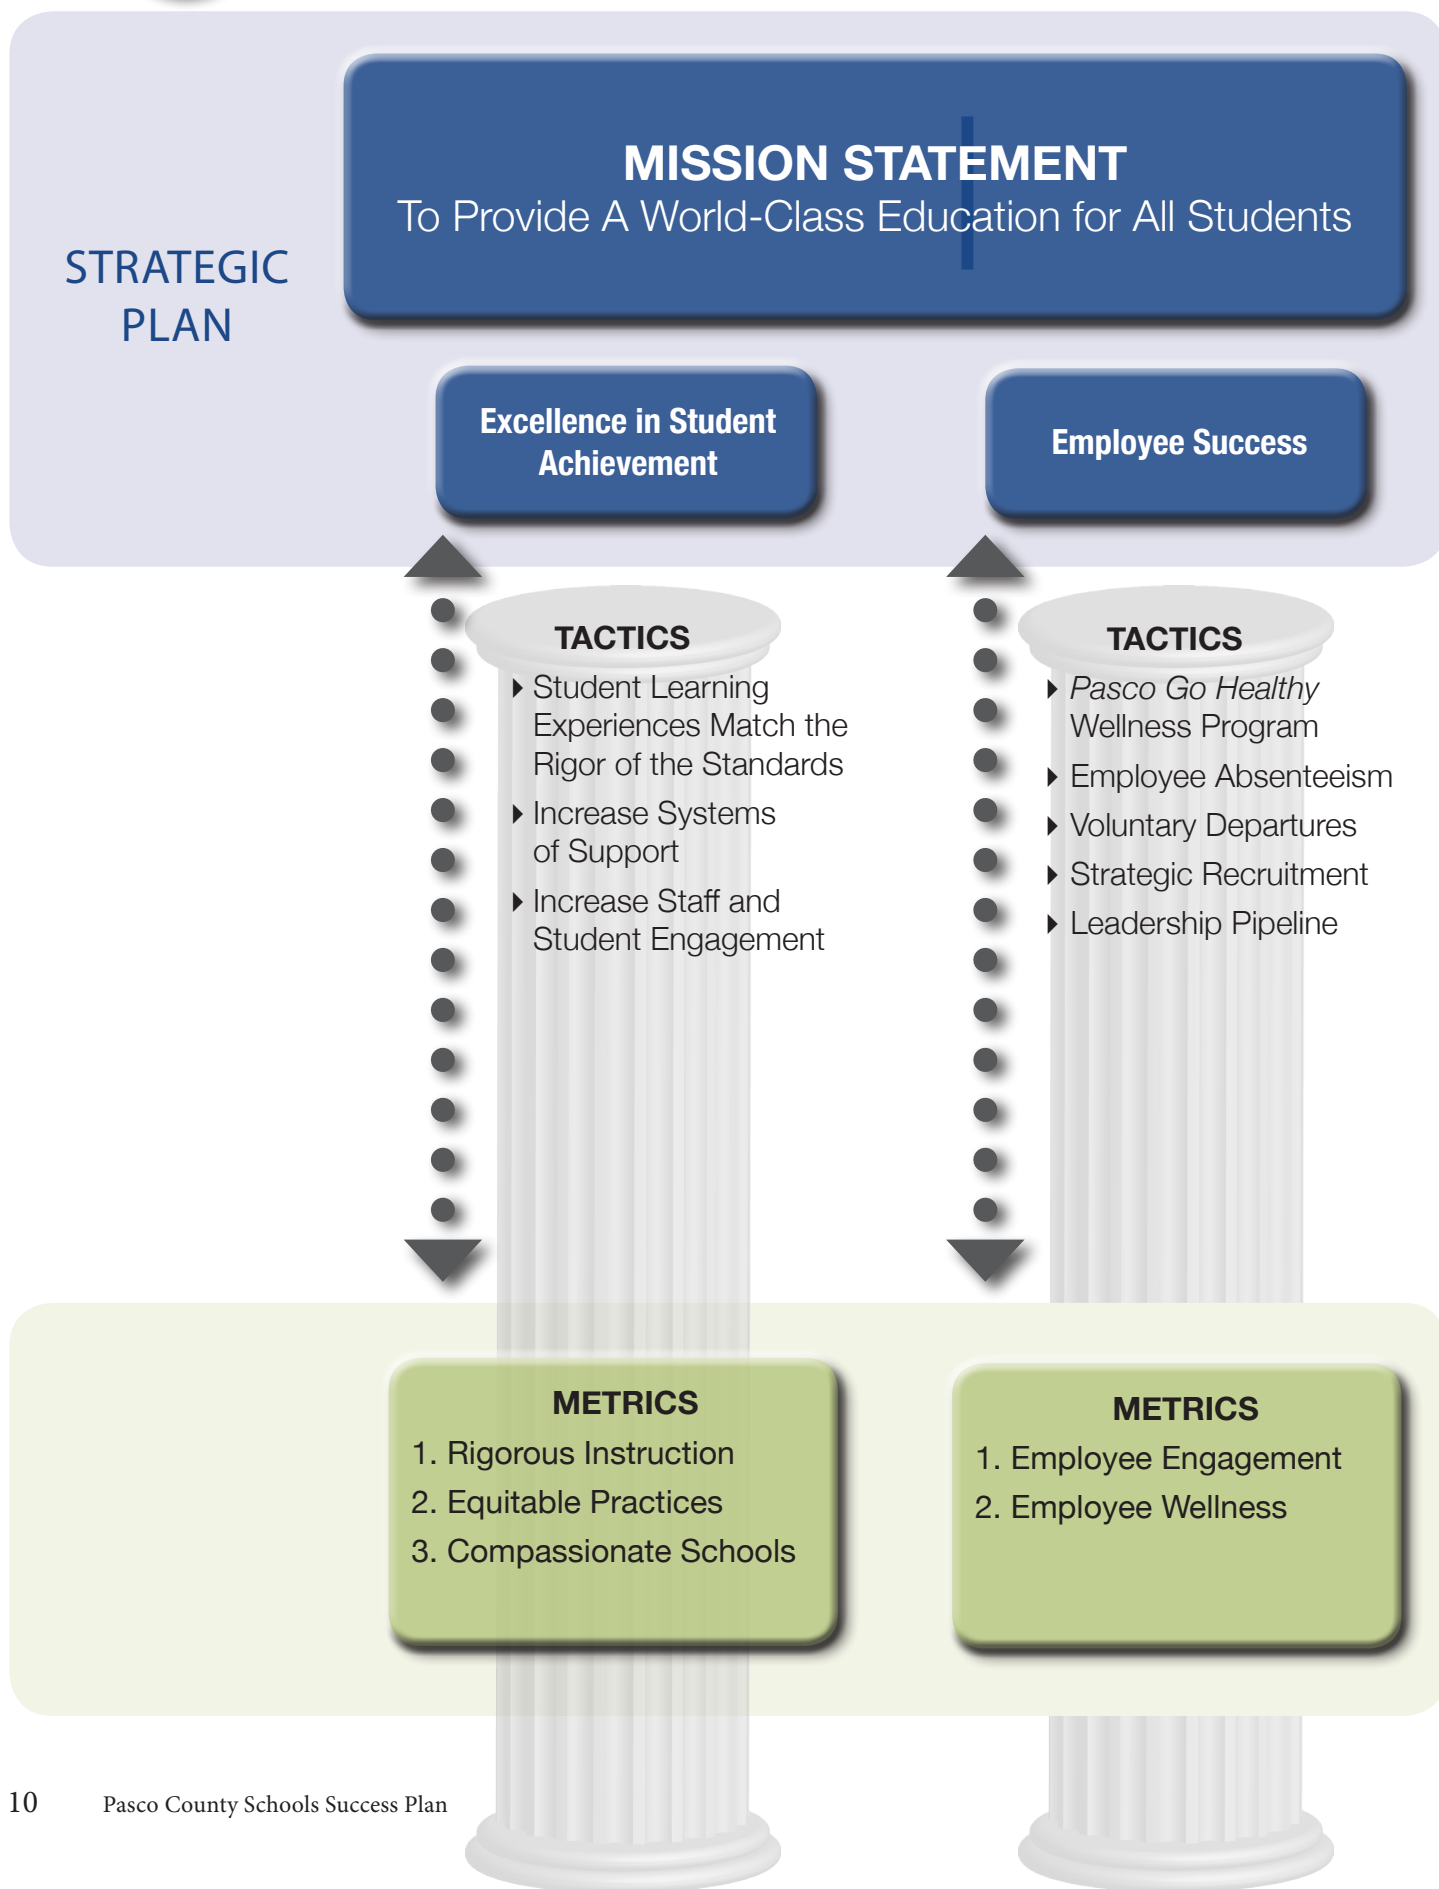 STRATEGIC
PLAN
MISSION STATEMENT
To Provide A World-Class Education for All Students
Excellence in Student
Achievement
Employee Success
TACTICS
Student Learning
Experiences Match the
Rigor of the Standards
Increase Systems
of Support
Increase Staff and
Student Engagement
TACTICS
Pasco Go Healthy
Wellness Program
Employee Absenteeism
Voluntary Departures
Strategic Recruitment
Leadership Pipeline
METRICS
1. Rigorous Instruction
2. Equitable Practices
3. Compassionate Schools
METRICS
1. Employee Engagement
2. Employee Wellness
10 Pasco County Schools Success Plan